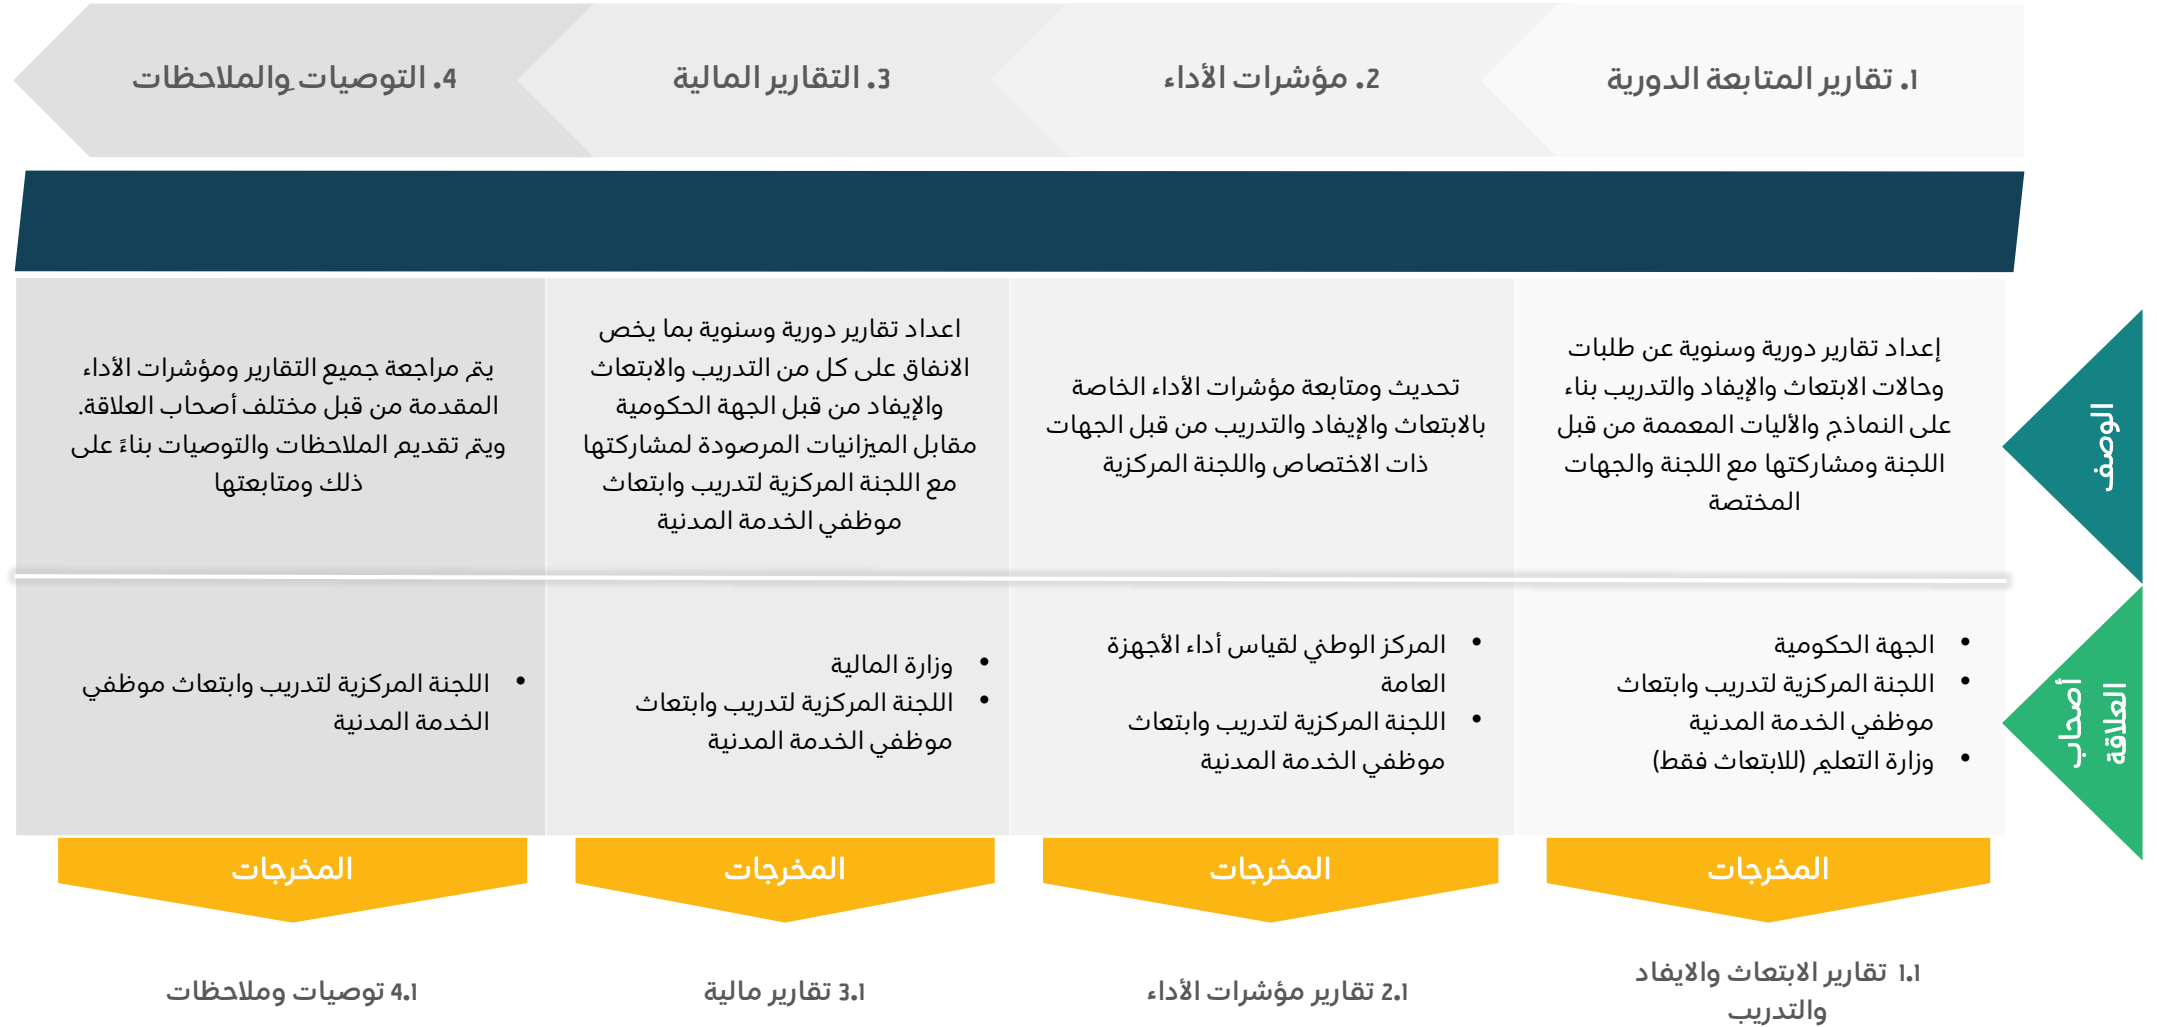 1. تقارير المتابعة الدورية
2. مؤشرات الأداء
3. التقارير المالية
4. التوصيات والملاحظات
الوصف
إعداد تقارير دورية وسنوية عن طلبات
وحالات الابتعاث والإيفاد والتدريب بناء
على النماذج والأليات المعممة من قبل
اللجنة ومشاركتها مع اللجنة والجهات
المختصة
تحديث ومتابعة مؤشرات الأداء الخاصة
بالابتعاث والإيفاد والتدريب من قبل الجهات
ذات الاختصاص واللجنة المركزية
اعداد تقارير دورية وسنوية بما يخص
الانفاق على كل من التدريب والابتعاث
والإيفاد من قبل الجهة الحكومية
مقابل الميزانيات المرصودة لمشاركتها
مع اللجنة المركزية لتدريب وابتعاث
موظفي الخدمة المدنية
يتم مراجعة جميع التقارير ومؤشرات الأداء
المقدمة من قبل مختلف أصحاب العلاقة.
ويتم تقديم الملاحظات والتوصيات بناءً على
ذلك ومتابعتها
أصحاب
العلاقة
• الجهة الحكومية
• اللجنة المركزية لتدريب وابتعاث
موظفي الخدمة المدنية
• وزارة التعليم (للابتعاث فقط)
• المركز الوطني لقياس أداء الأجهزة
العامة
• اللجنة المركزية لتدريب وابتعاث
موظفي الخدمة المدنية
• وزارة المالية
• اللجنة المركزية لتدريب وابتعاث
موظفي الخدمة المدنية
• اللجنة المركزية لتدريب وابتعاث موظفي
الخدمة المدنية
المخرجات
المخرجات
المخرجات
المخرجات
1.1 تقارير الابتعاث والايفاد
والتدريب
2.1 تقارير مؤشرات الأداء
3.1 تقارير مالية
4.1 توصيات وملاحظات